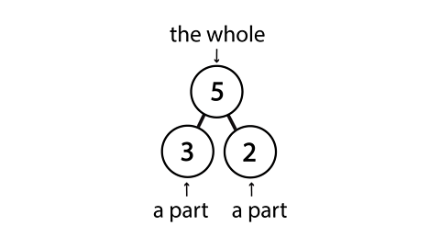 the whole
↓
5
3 2
↑ ↑
a part a part